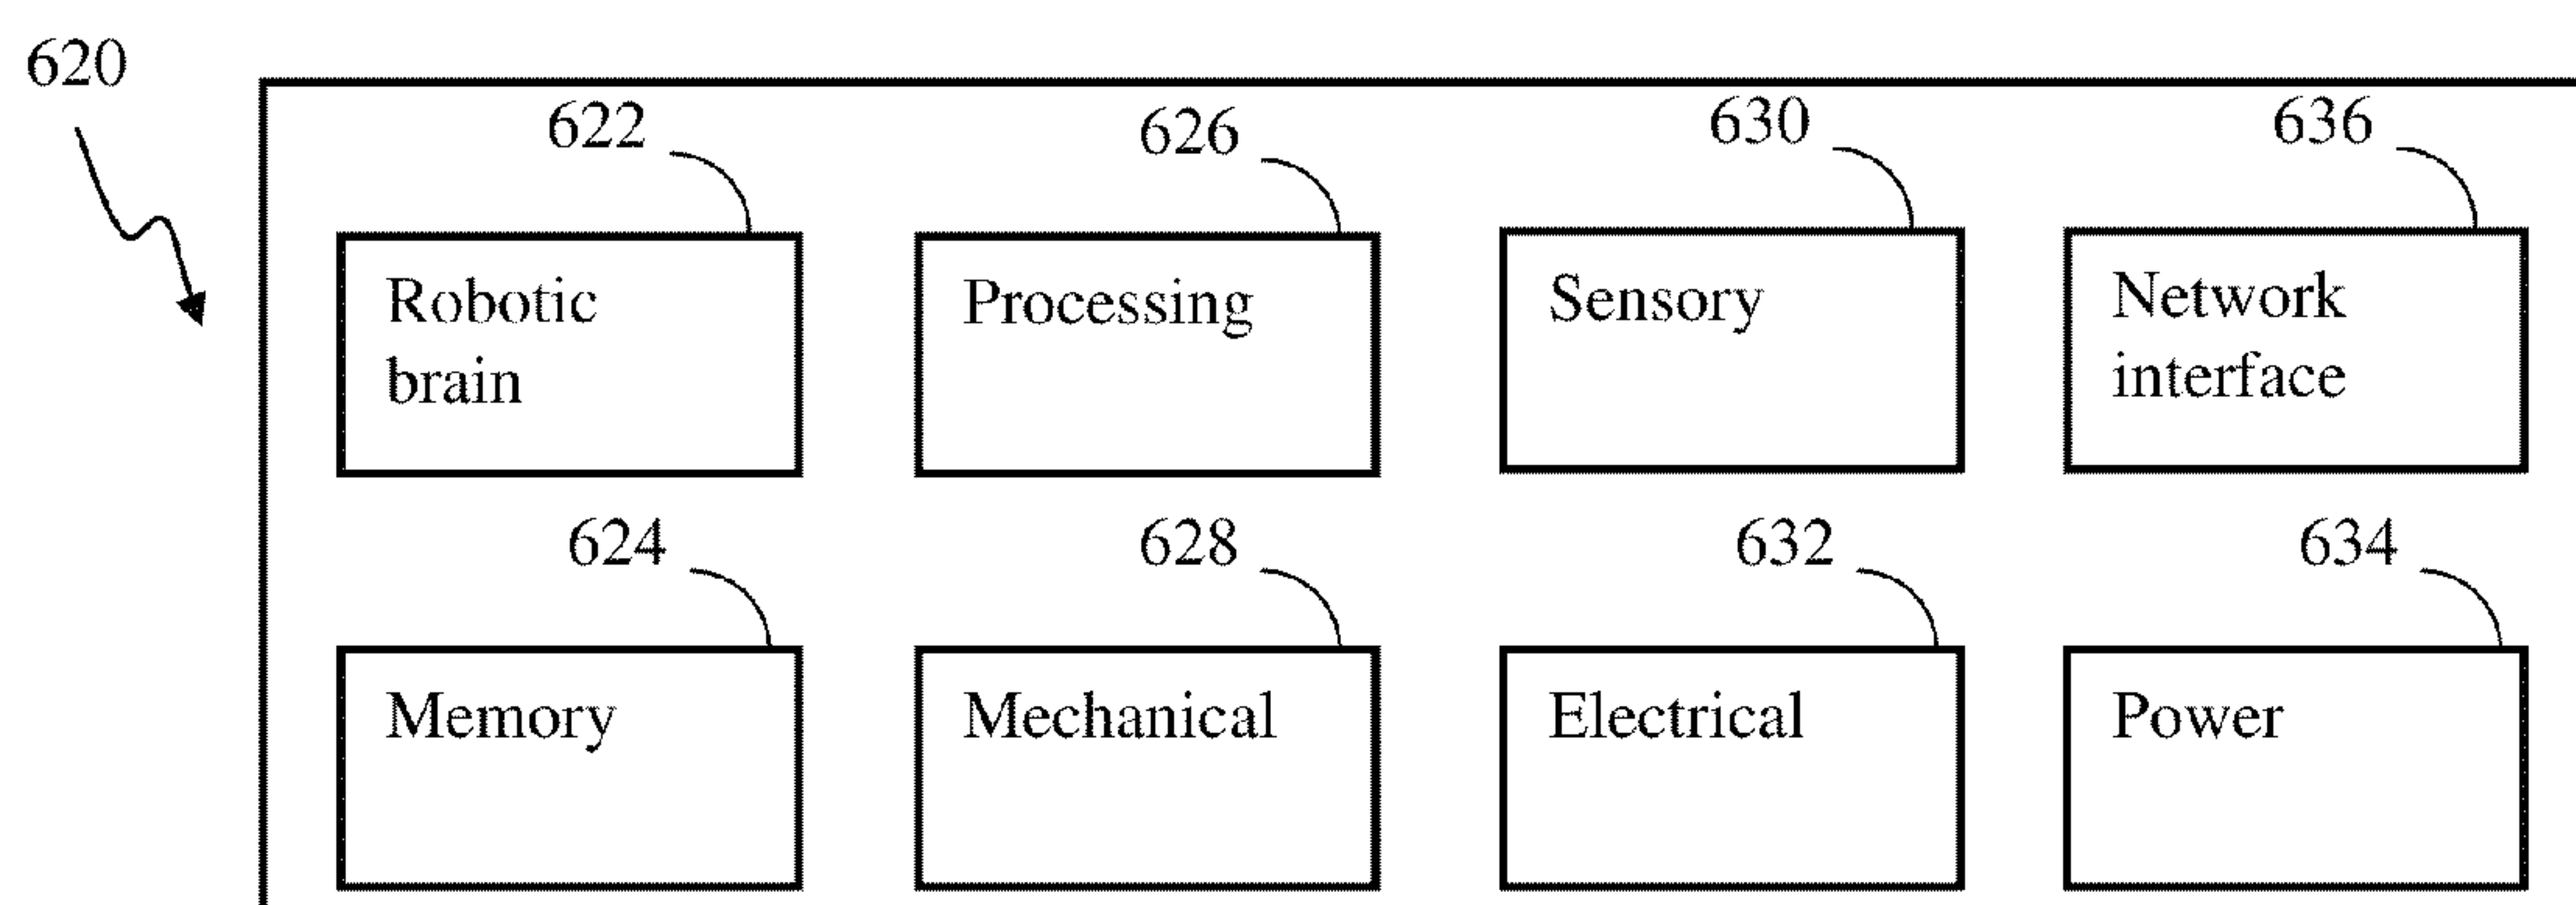 620
622
626
630
636
Robotic
brain
Processing
Sensory
Network
interface
624
628
632
634
Memory
Mechanical
Electrical
Power